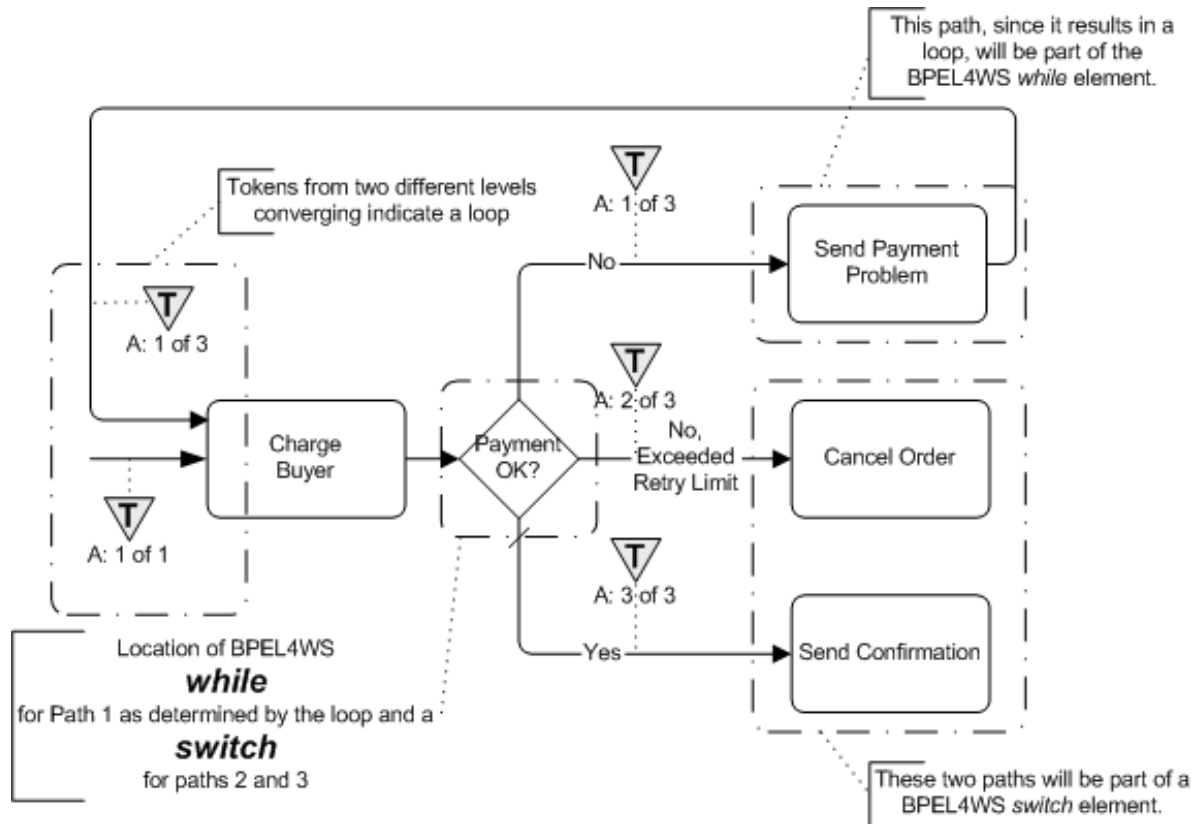 This path, since it results in a
loop, will be part of the
BPEL4WS while element.
T
A: 1 of 3
Tokens from two different levels
converging indicate a loop
No
Send Payment
Problem
T
A: 1 of 3
T
A: 2 of 3
Charge
Buyer
Payment
OK?
No,
Exceeded
Retry Limit
Cancel Order
T
A: 1 of 1
T
A: 3 of 3
Yes
Send Confirmation
Location of BPEL4WS
while
for Path 1 as determined by the loop and a
switch
for paths 2 and 3
These two paths will be part of a
BPEL4WS switch element.